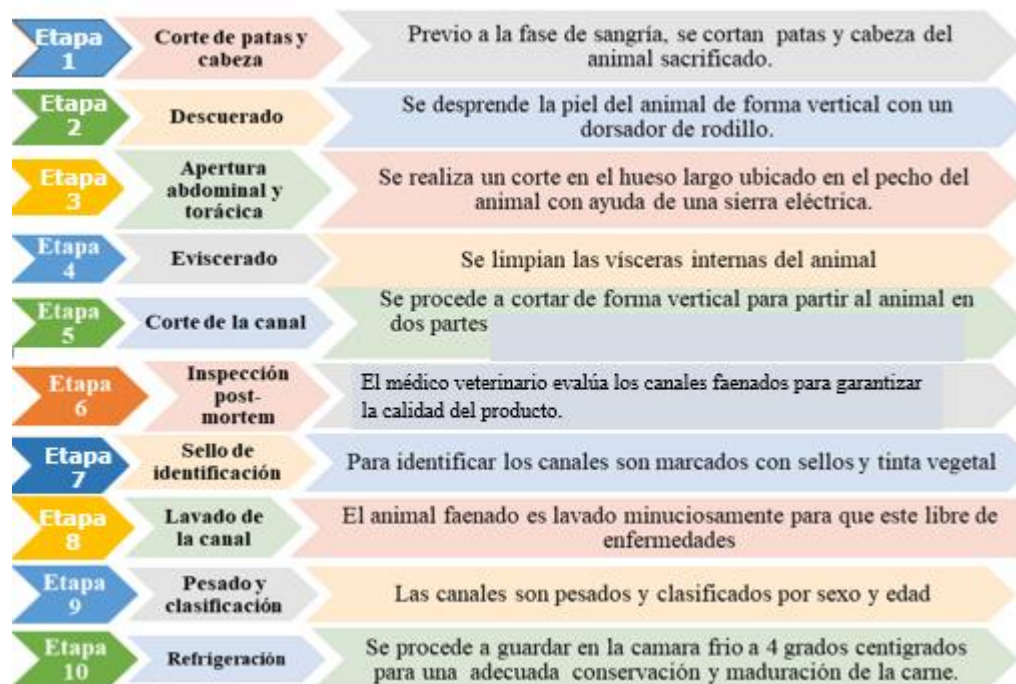 Etapa
1
Corte de patas y
cabeza
Previo a la fase de sangría, se cortan patas y cabeza del
animal sacrificado.
Etapa
2
Descuerado
Se desprende la piel del animal de forma vertical con un
dorsador de rodillo.
Etapa
3
Apertura
abdominal y
torácica
Se realiza un corte en el hueso largo ubicado en el pecho del
animal con ayuda de una sierra eléctrica.
Etapa
4
Eviscerado
Se limpian las vísceras internas del animal
Etapa
5
Corte de la canal
Se procede a cortar de forma vertical para partir al animal en
dos partes
Etapa
6
Inspección
post-
mortem
El médico veterinario evalúa los canales faenados para garantizar
la calidad del producto.
Etapa
7
Sello de
identificación
Para identificar los canales son marcados con sellos y tinta vegetal
Etapa
8
Lavado de
la canal
El animal faenado es lavado minuciosamente para que este libre de
enfermedades
Etapa
9
Pesado y
clasificación
Las canales son pesados y clasificados por sexo y edad
Etapa
10
Refrigeración
Se procede a guardar en la camara frio a 4 grados centigrados
para una adecuada conservación y maduración de la carne.